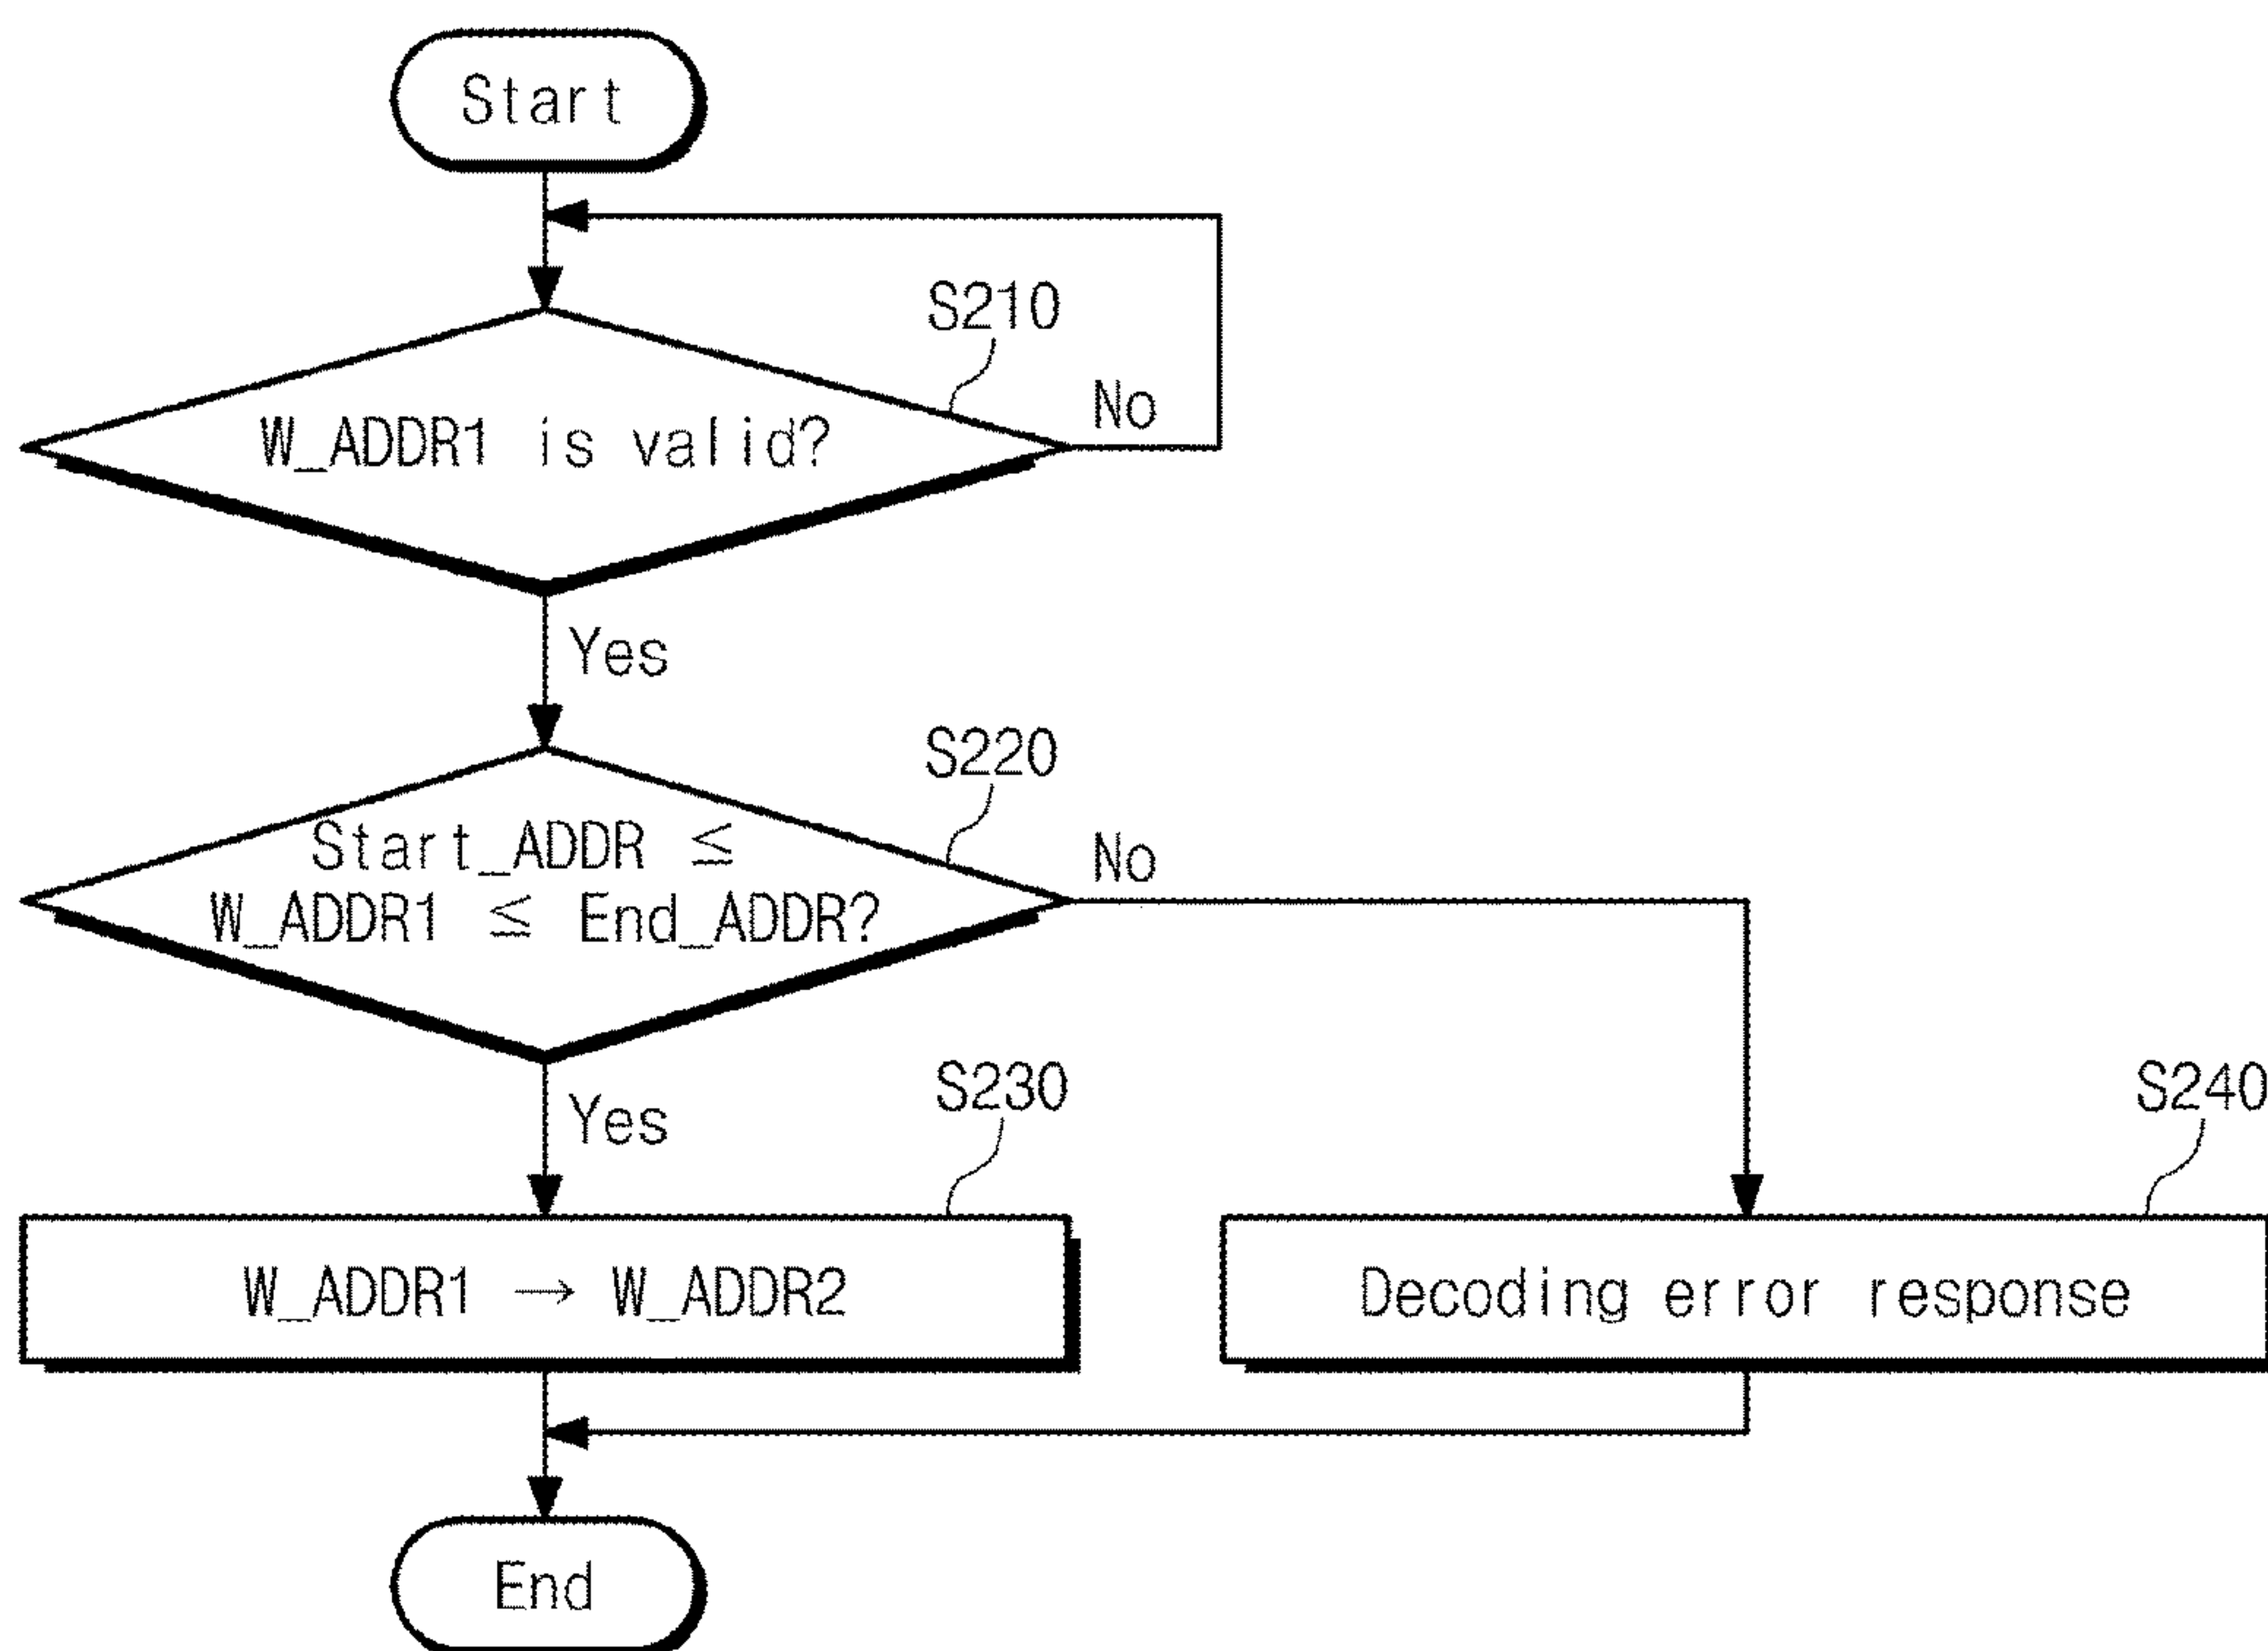 Start
S210
W_ADDR1 is valid?
No
Yes
S220
Start_ADDR ≤
W_ADDR1 ≤ End_ADDR?
No
Yes
S230
S240
W_ADDR1 → W_ADDR2
Decoding error response
End